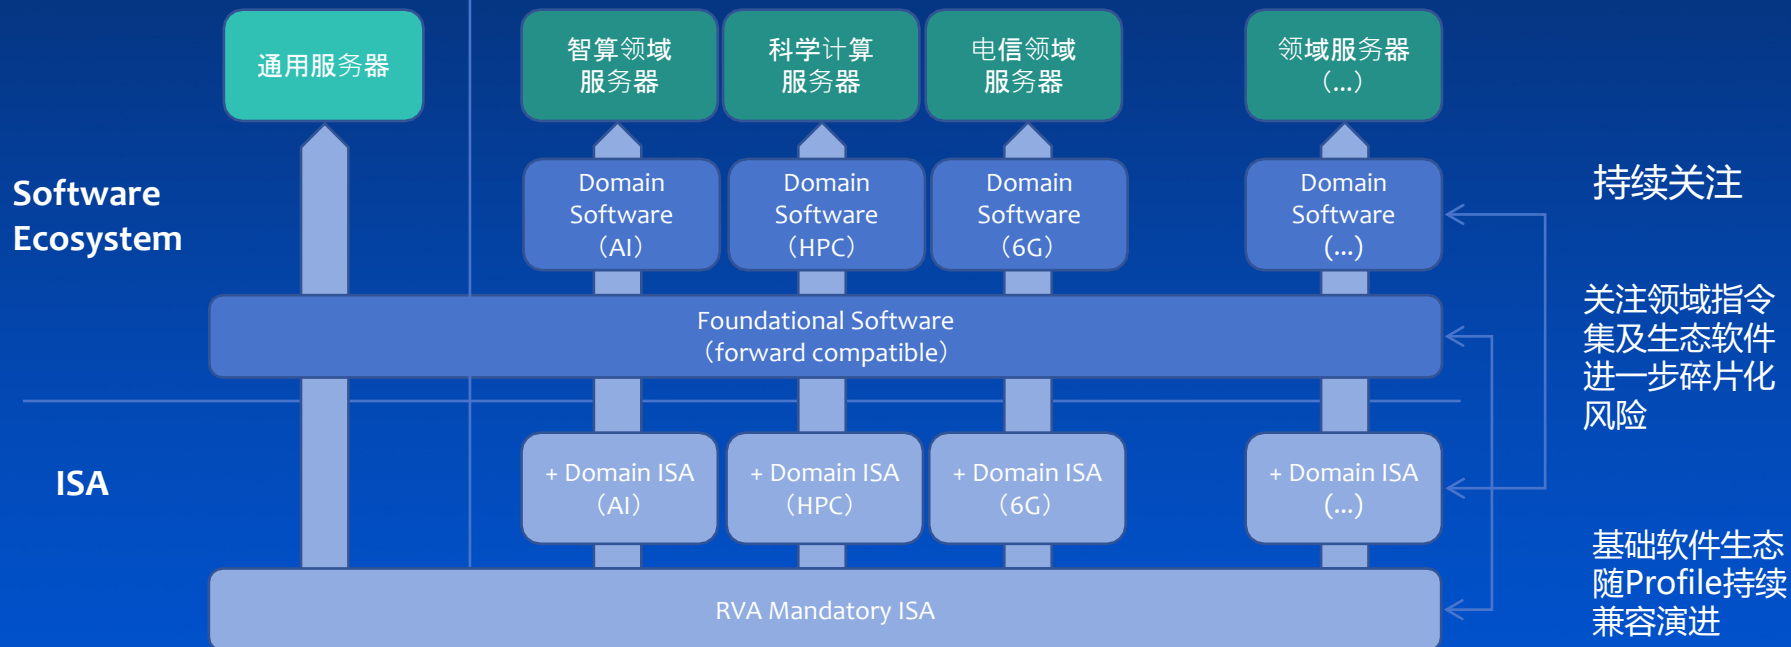 通用服务器
智算领域
服务器
科学计算
服务器
电信领域
服务器
领域服务器
(...)
Software
Ecosystem
Domain
Software
（AI）
Domain
Software
（HPC）
Domain
Software
（6G）
Domain
Software
(...)
持续关注
Foundational Software
（forward compatible）
关注领域指令
集及生态软件
进一步碎片化
风险
ISA
+ Domain ISA
（AI）
+ Domain ISA
（HPC）
+ Domain ISA
（6G）
+ Domain ISA
(...)
基础软件生态
随Profile持续
兼容演进
RVA Mandatory ISA